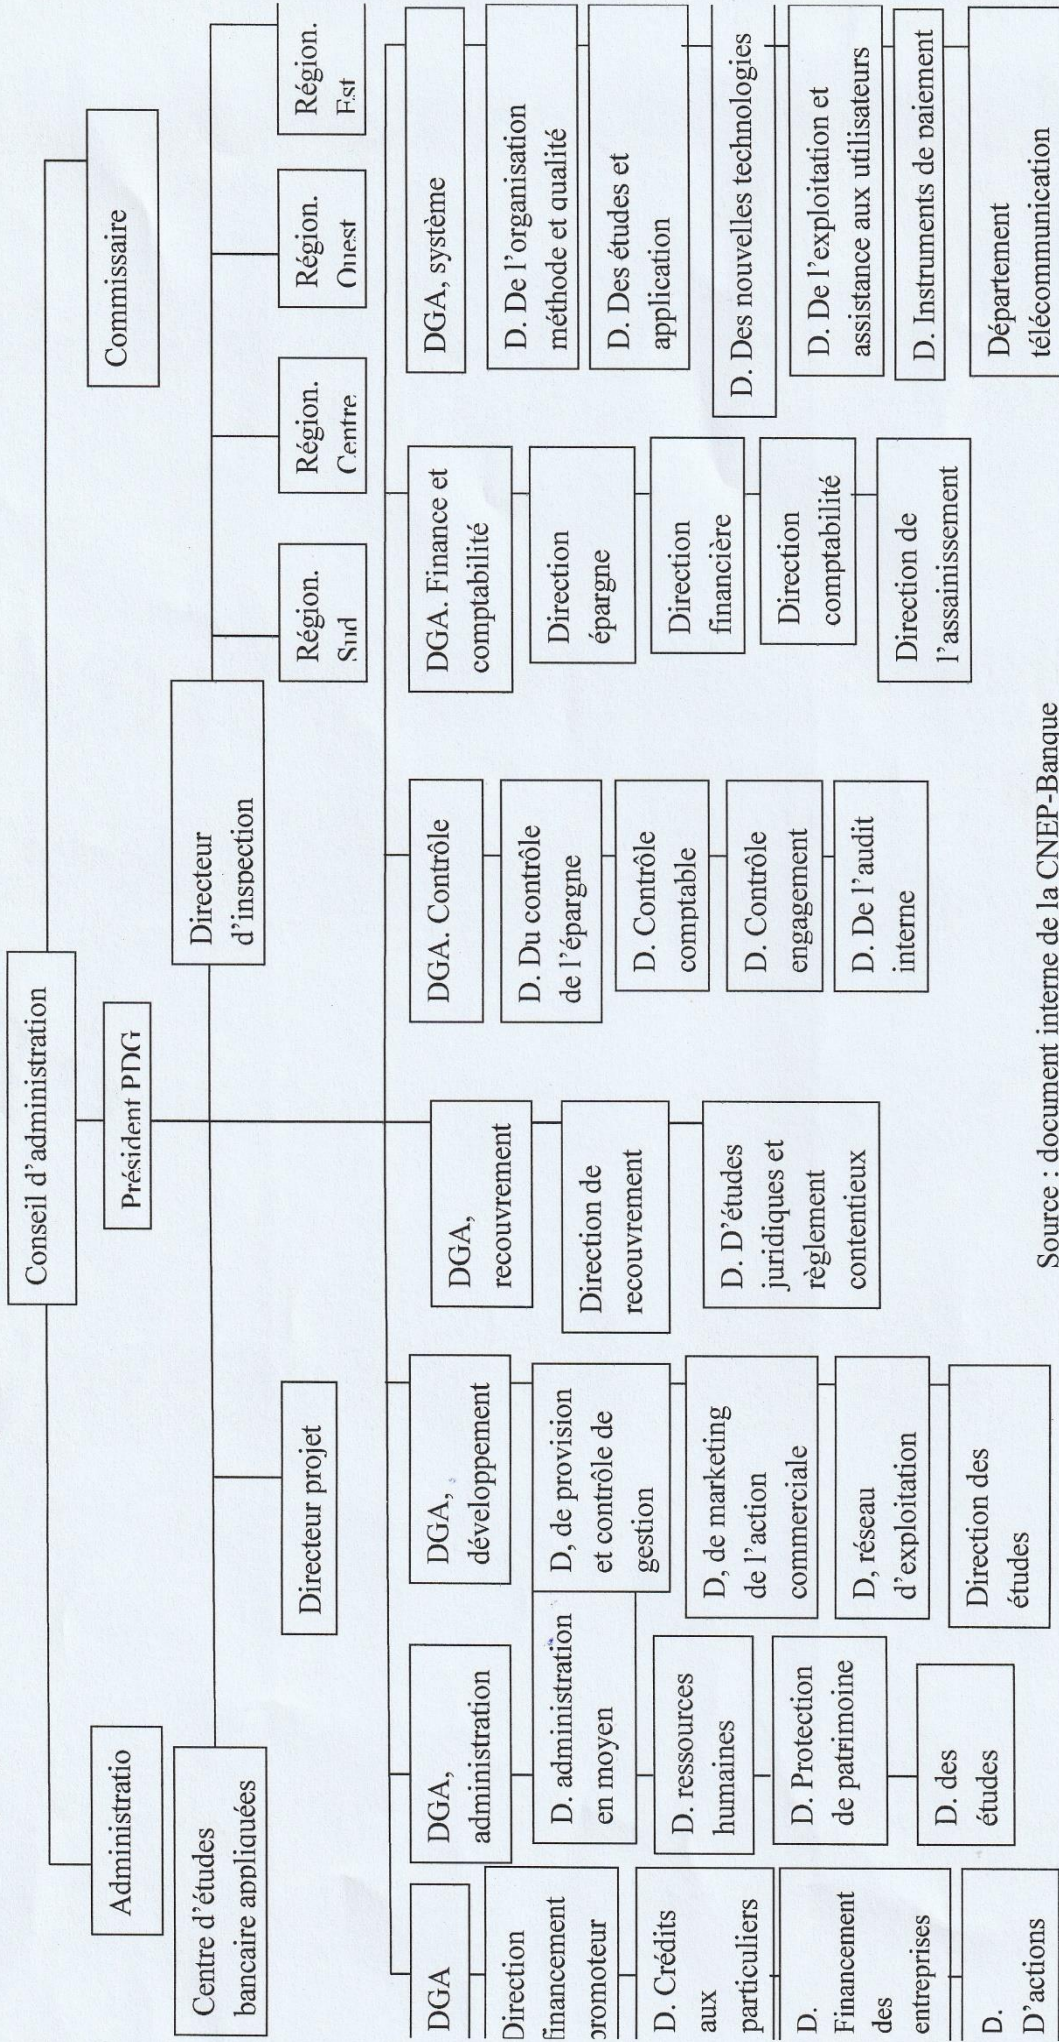 Conseil d'administration
Président PDG
Administratio
Commissaire
Centre d'études
bancaire appliquées
Directeur
d'inspection
Directeur projet
Région.
Sud
Région.
Centre
Région.
Ouest
Région.
Est
DGA
Direction
financement
promoteur
D. Crédits
aux
particuliers
D.
Financement
des
entreprises
D.
D'actions
DGA,
administration
D. administration
en moyen
D. ressources
humaines
D. Protection
de patrimoine
D. des
études
DGA,
développement
D, de provision
et contrôle de
gestion
D, de marketing
de l'action
commerciale
D, réseau
d'exploitation
Direction des
études
DGA,
recouvrement
Direction de
recouvrement
D. D'études
juridiques et
règlement
contentieux
DGA. Contrôle
D. Du contrôle
de l'épargne
D. Contrôle
comptable
D. Contrôle
engagement
D. De l'audit
interne
DGA. Finance et
comptabilité
Direction
épargne
Direction
financière
Direction
comptabilité
Direction de
l'assainissement
DGA, système
D. De l'organisation
méthode et qualité
D. Des études et
application
D. Des nouvelles technologies
D. De l'exploitation et
assistance aux utilisateurs
D. Instruments de paiement
Département
télécommunication
Source : document interne de la CNEP-Banque